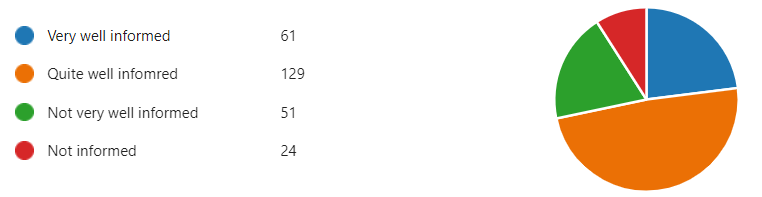 Very well informed 61
Quite well infomred 129
Not very well informed 51
Not informed 24